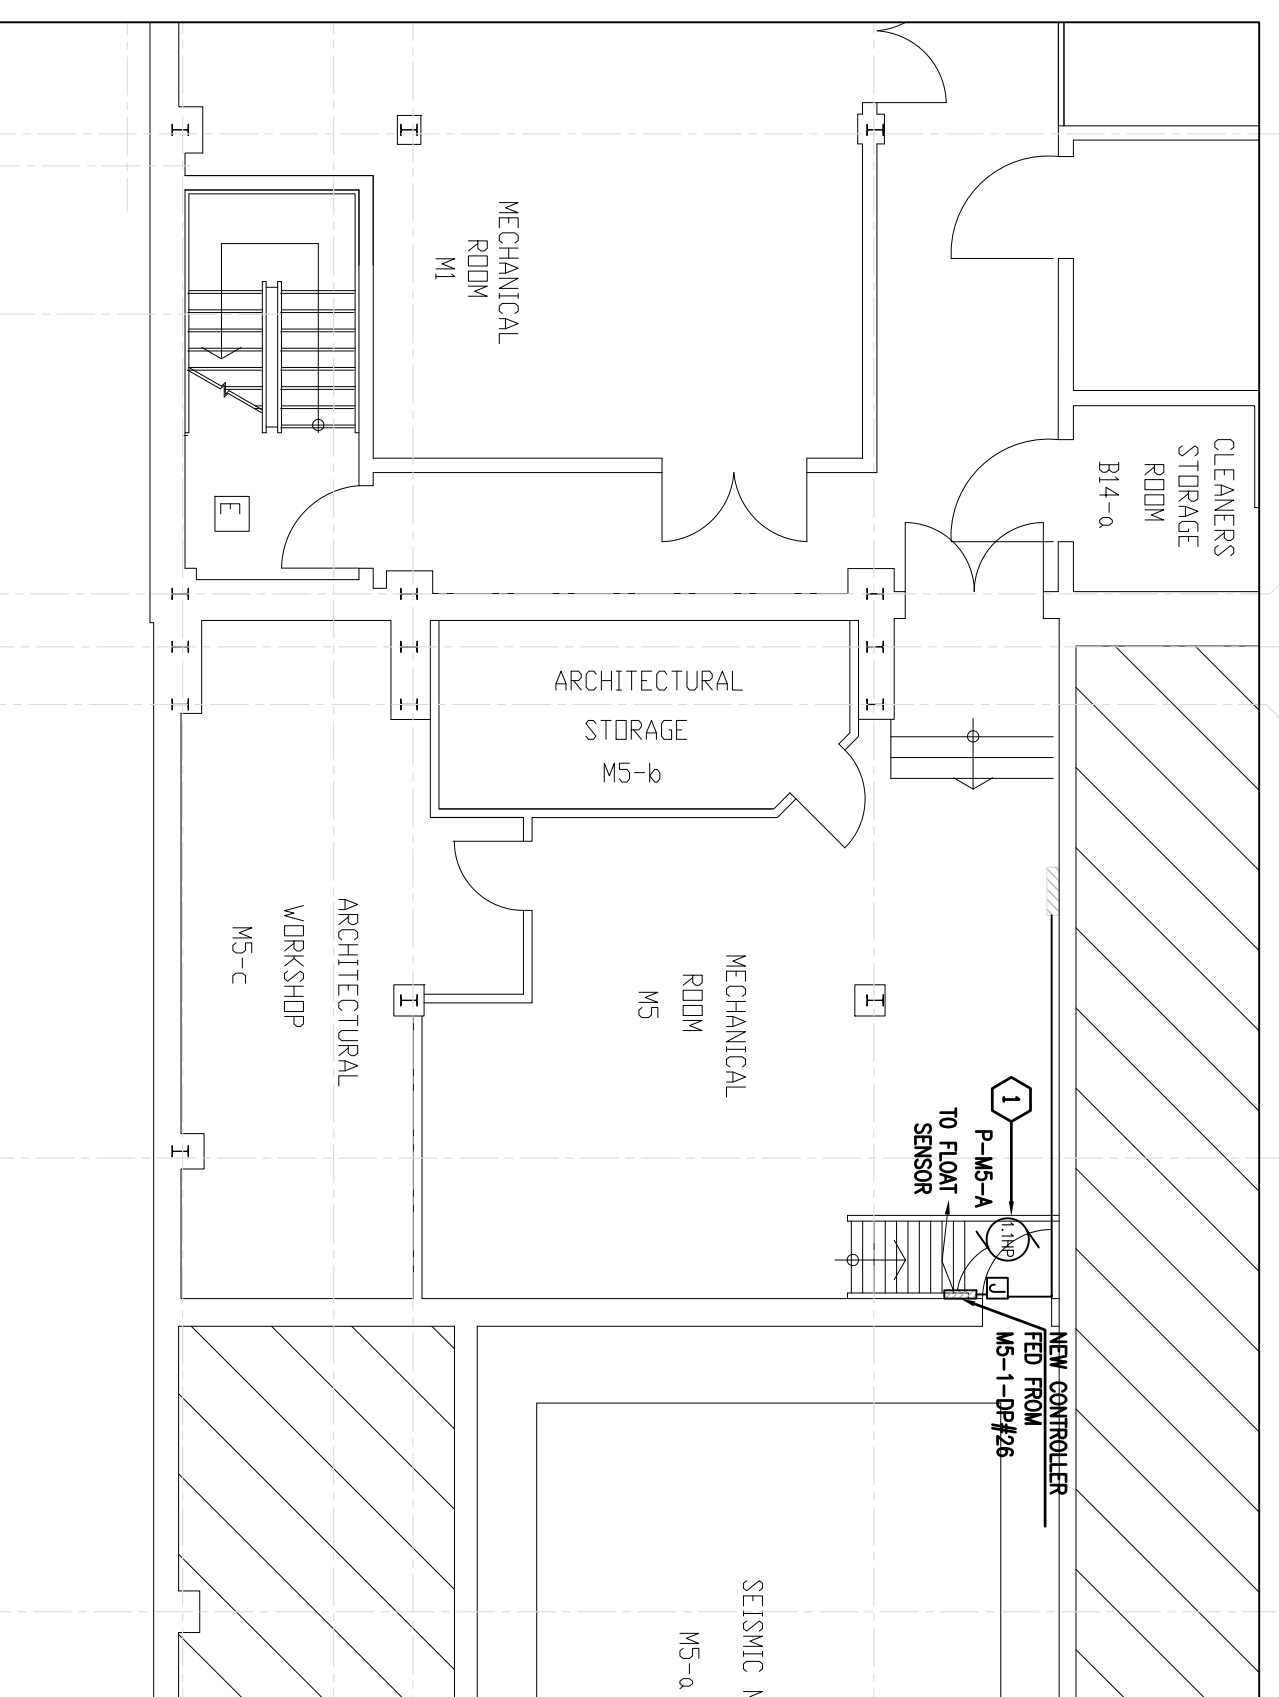 MECHANICAL
ROOM
M1
CLEANERS
STORAGE
ROOM
B14-a
E
ARCHITECTURAL
STORAGE
M5-b
ARCHITECTURAL
WORKSHOP
M5-c
MECHANICAL
ROOM
M5
1
P-M5-A
TO FLOAT
SENSOR
1.1HP
J
NEW CONTROLLER
FED FROM
M5-1-DP#26
SEISMIC
M5-a